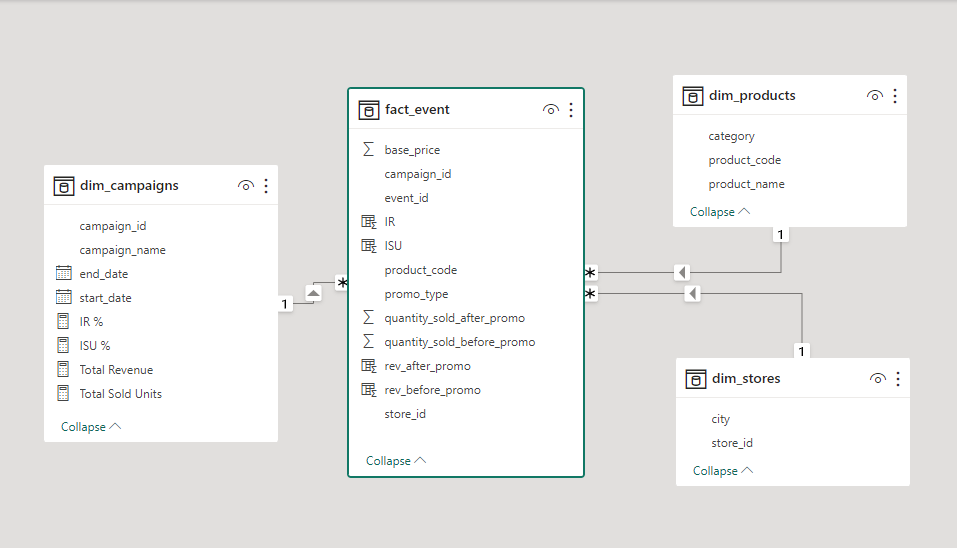 dim_campaigns
campaign_id
campaign_name
end_date
start_date
IR %
ISU %
Total Revenue
Total Sold Units
Collapse
1
*
fact_event
base_price
campaign_id
event_id
IR
ISU
product_code
promo_type
quantity_sold_after_promo
quantity_sold_before_promo
rev_after_promo
rev_before_promo
store_id
Collapse
*
*
dim_products
category
product_code
product_name
Collapse
1
1
dim_stores
city
store_id
Collapse